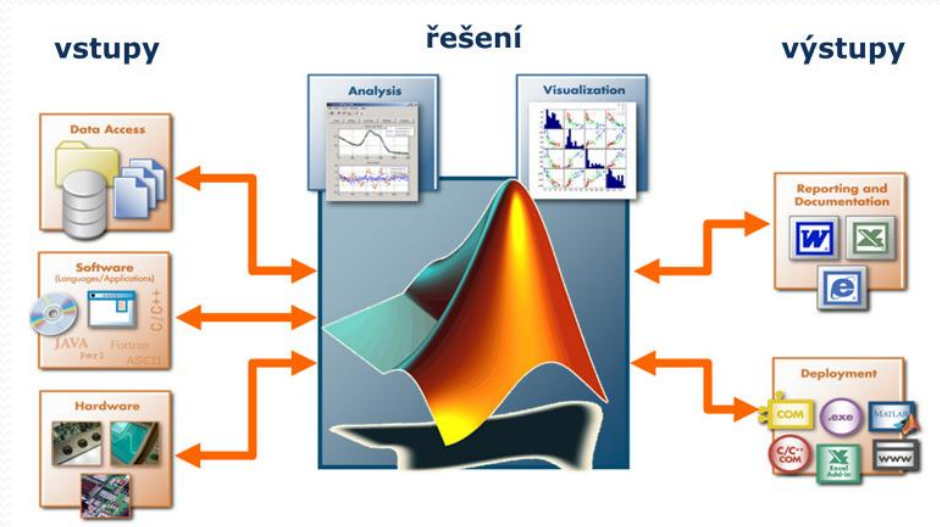 vstupy
řešení
výstupy
Analysis
Visualization
Data Access
Software
(Languages/Applications)
C/C++
JAVA
Fortran
Perl
ASCII
Hardware
Reporting and
Documentation
W
X
e
Deployment
COM
.exe
MATLAB
C/C++
COM
Excel
Add-in
www